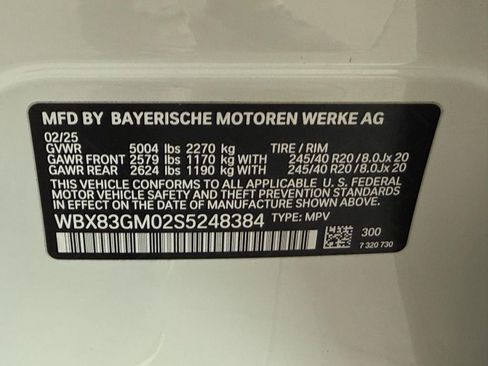 MFD BY BAYERISCHE MOTOREN WERKE AG
02/25
GVWR 5004 lbs 2270 kg TIRE / RIM
GAWR FRONT 2579 lbs 1170 kg WITH 245/40 R20 / 8.0Jx 20
GAWR REAR 2624 lbs 1190 kg WITH 245/40 R20 / 8.0Jx 20
THIS VEHICLE CONFORMS TO ALL APPLICABLE U. S. FEDERAL
MOTOR VEHICLE SAFETY AND THEFT PREVENTION STANDARDS
IN EFFECT ON THE DATE OF MANUFACTURE SHOWN ABOVE.
WBX83GM02S5248384 TYPE: MPV
300
7 320 730